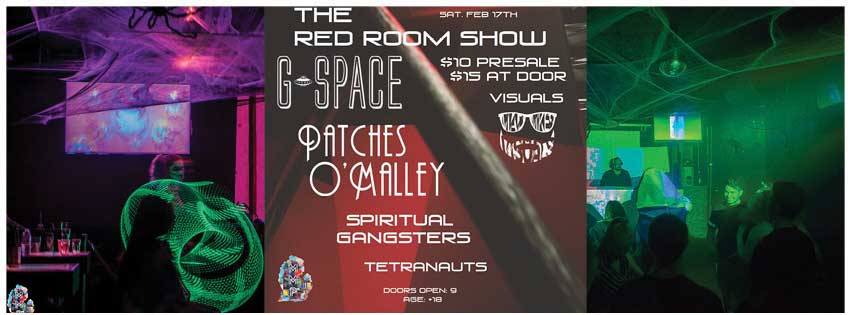 THE
SAT. FEB 17TH
RED ROOM SHOW
G-SPACE
$10 PRESALE
$15 AT DOOR
VISUALS
PATCHES
O'MALLEY
SPIRITUAL
GANGSTERS
TETRANAUTS
DOORS OPEN: 9
AGE: +18